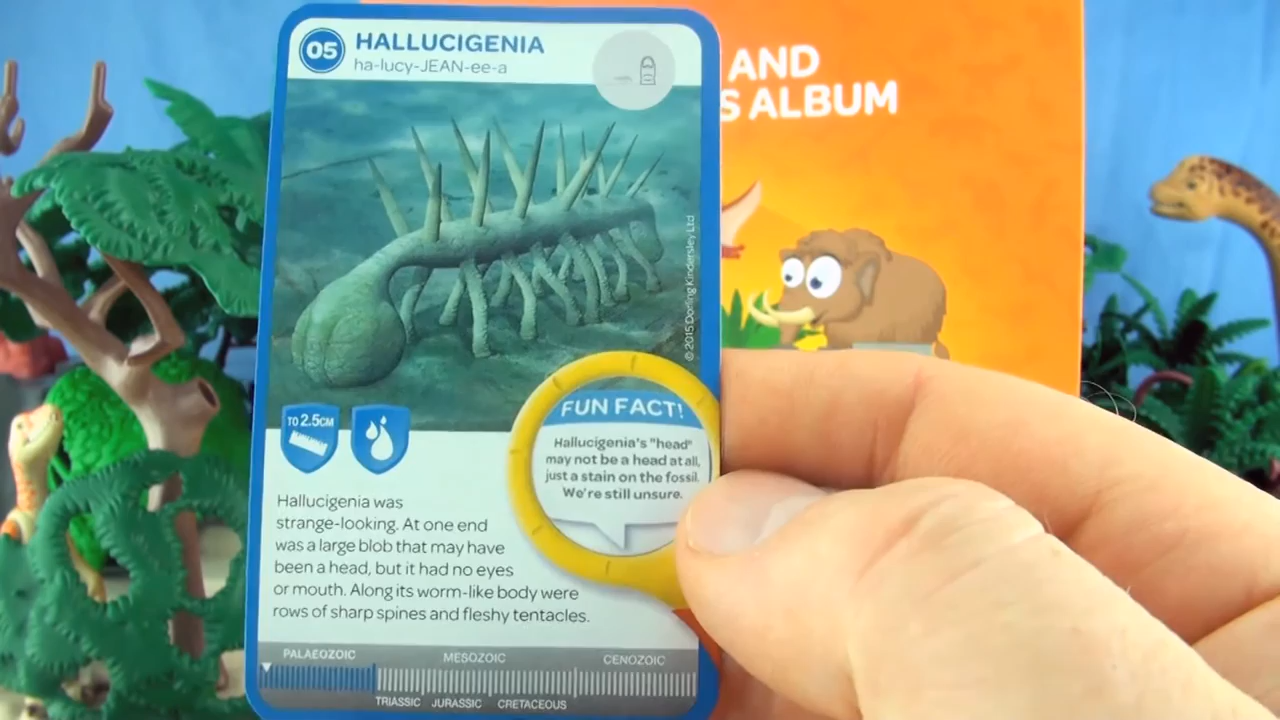 05
HALLUCIGENIA
ha-lucy-JEAN-ee-a
AND
S ALBUM
© 2015 Dorling Kindersley Ltd
TO 2.5CM
FUN FACT!
Hallucigenia's "head"
may not be a head at all,
just a stain on the fossil.
We're still unsure.
Hallucigenia was
strange-looking. At one end
was a large blob that may have
been a head, but it had no eyes
or mouth. Along its worm-like body were
rows of sharp spines and fleshy tentacles.
PALAEOZOIC MESOZOIC CENOZOIC
TRIASSIC JURASSIC CRETACEOUS